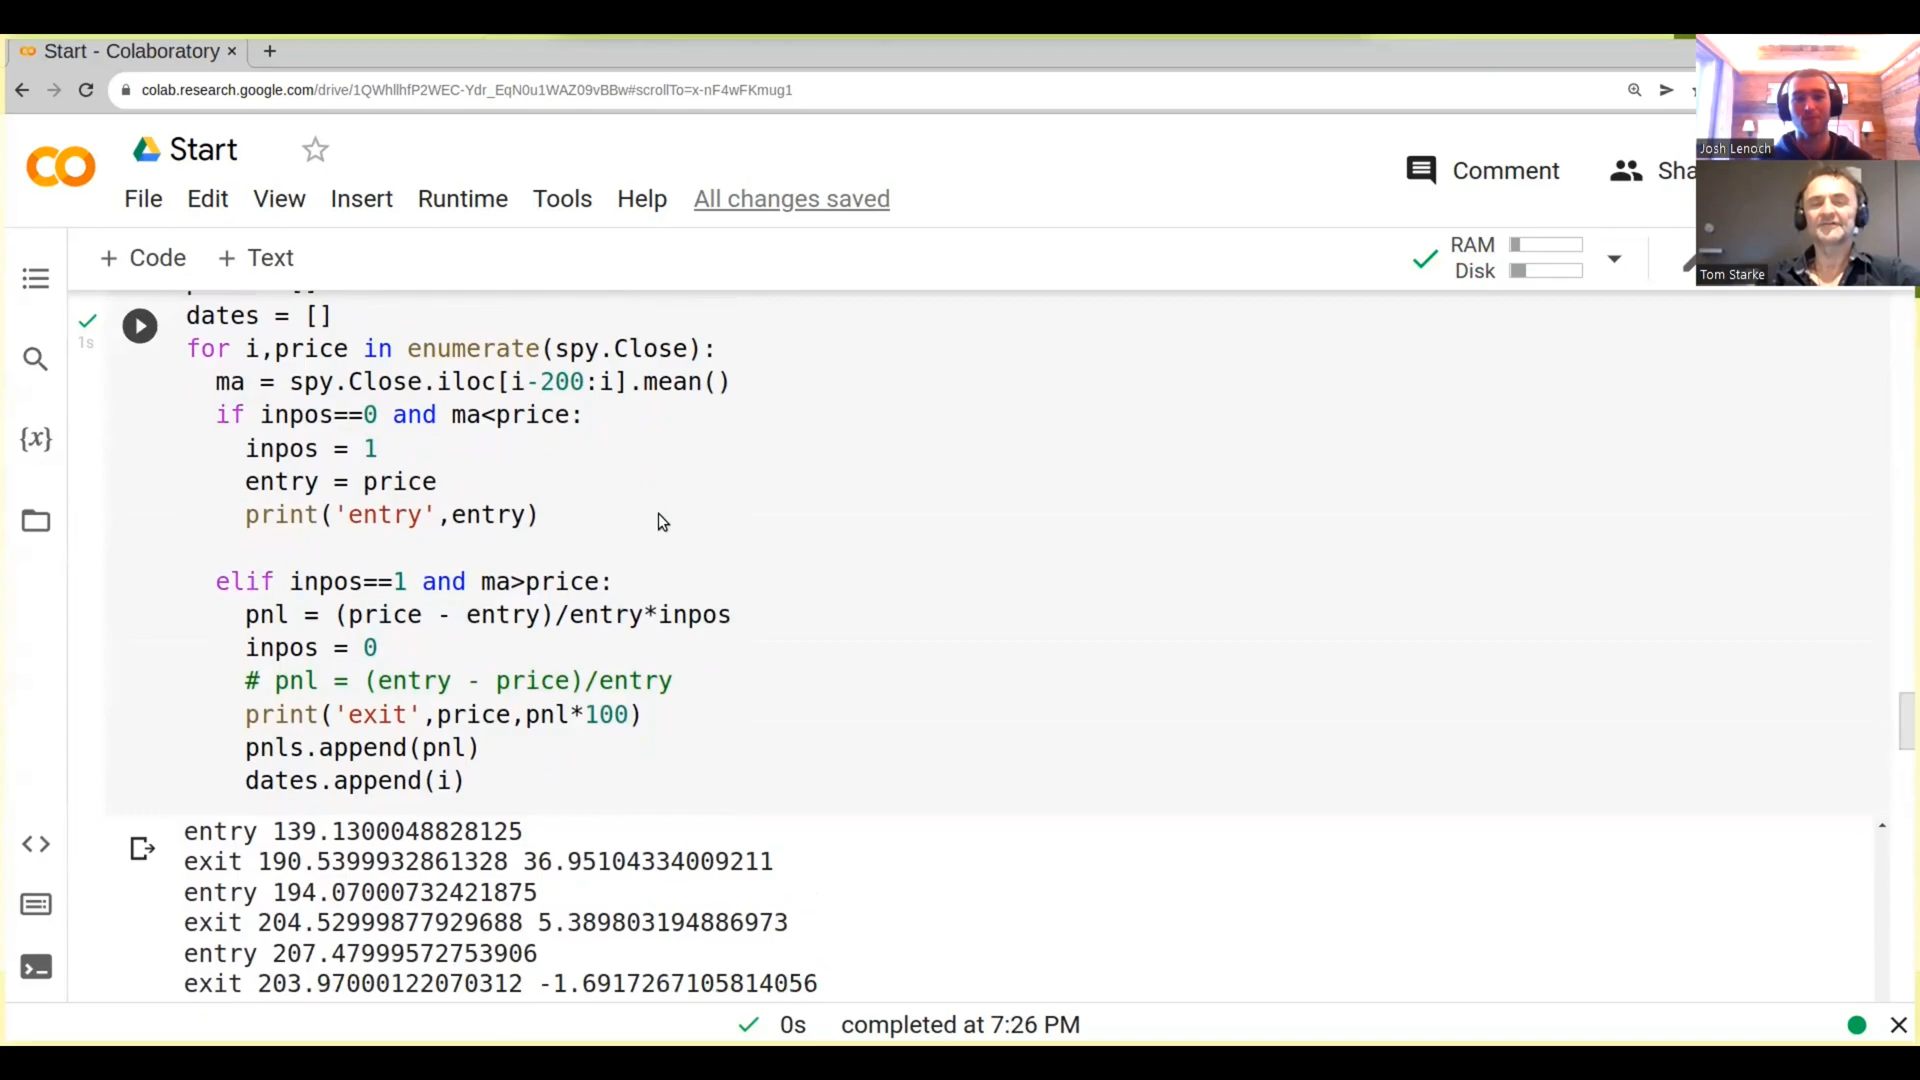 Start - Colaboratory × +
colab.research.google.com/drive/1QWhllhfP2WEC-Ydr_EqN0u1WAZ09vBBw#scrollTo=x-nF4wFKmug1
Josh Lenoch
Start
Comment
Sha
File Edit View Insert Runtime Tools Help All changes saved
+ Code + Text
RAM
Disk
Tom Starke
dates = []
1s
for i,price in enumerate(spy.Close):
ma = spy.Close.iloc[i-200:i].mean()
if inpos==0 and ma<price:
{x}
inpos = 1
entry = price
print('entry',entry)
elif inpos==1 and ma>price:
pnl = (price - entry)/entry*inpos
inpos = 0
# pnl = (entry - price)/entry
print('exit',price,pnl*100)
pnls.append(pnl)
dates.append(i)
entry 139.1300048828125
exit 190.5399932861328 36.95104334009211
entry 194.07000732421875
exit 204.52999877929688 5.389803194886973
entry 207.47999572753906
exit 203.97000122070312 -1.6917267105814056
0s completed at 7:26 PM